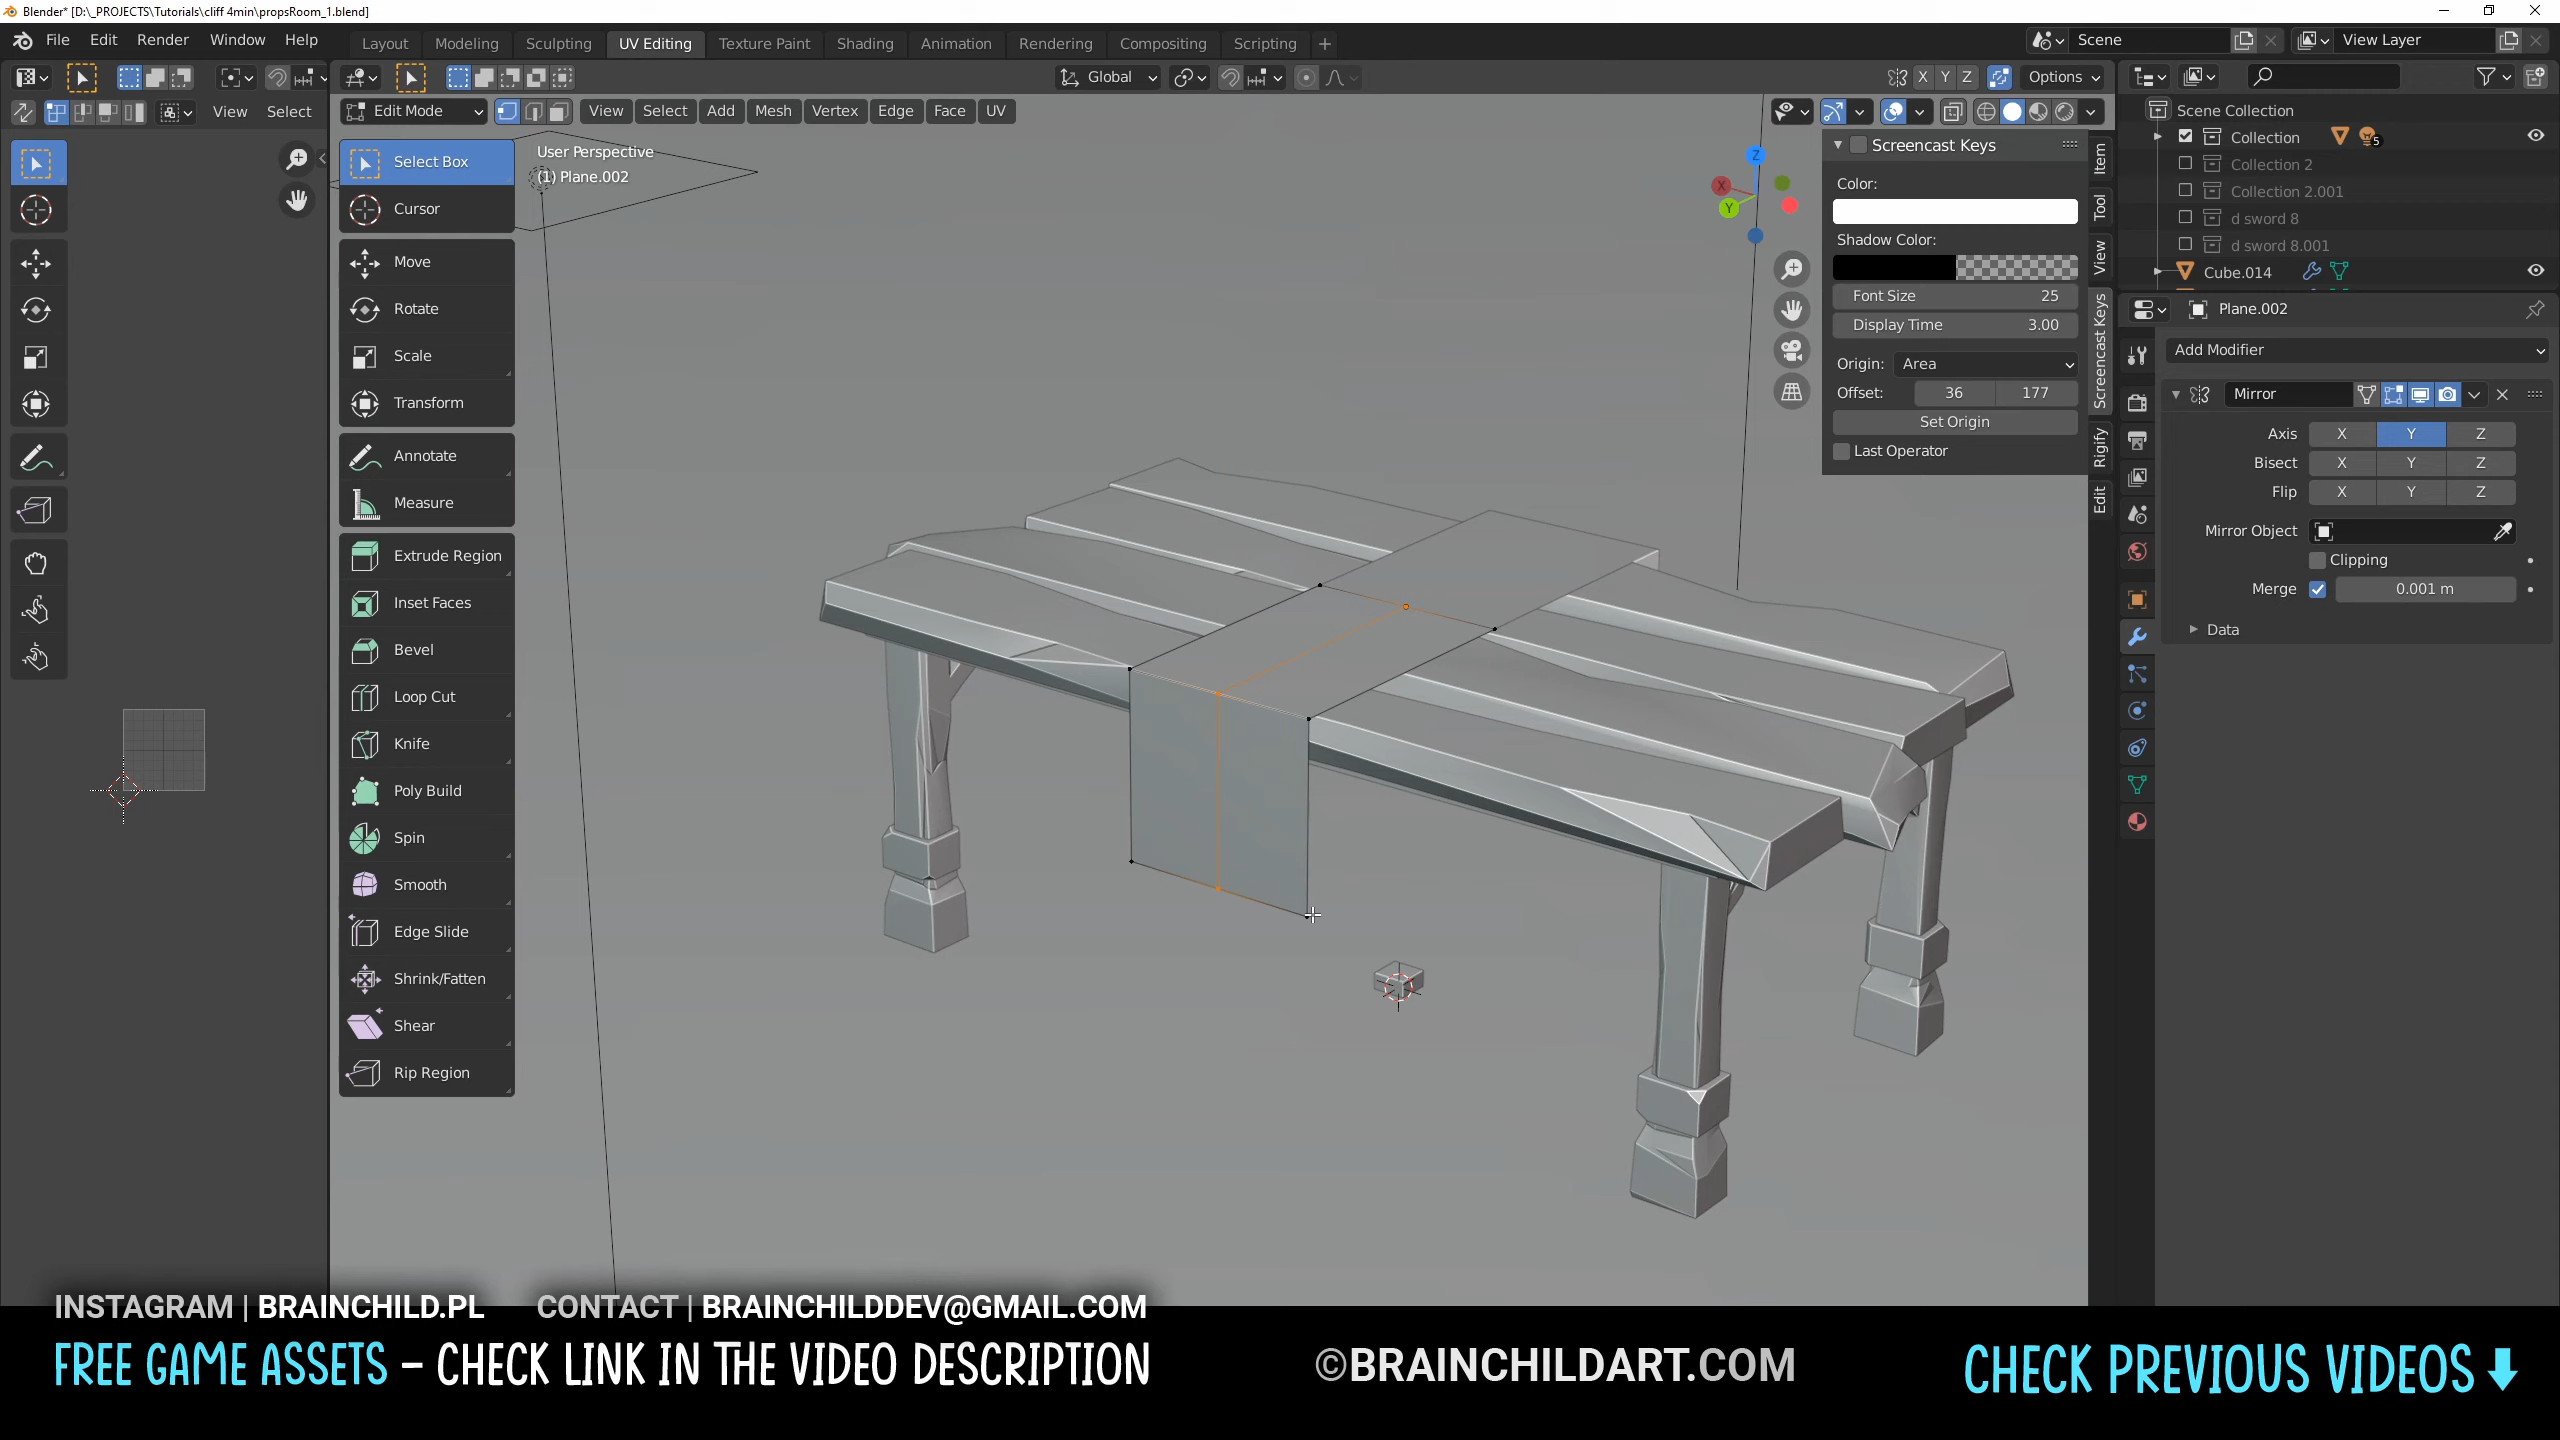 Blender* [D:\_PROJECTS\Tutorials\cliff 4min\propsRoom_1.blend]
File Edit Render Window Help
Layout Modeling Sculpting UV Editing Texture Paint Shading Animation Rendering Compositing Scripting +
Scene
View Layer
Global
X Y Z
Options
View Select
Edit Mode
View Select Add Mesh Vertex Edge Face UV
Select Box
Cursor
Move
Rotate
Scale
Transform
Annotate
Measure
Extrude Region
Inset Faces
Bevel
Loop Cut
Knife
Poly Build
Spin
Smooth
Edge Slide
Shrink/Fatten
Shear
Rip Region
User Perspective
(1) Plane.002
Z
X
Y
Screencast Keys
Color:
Shadow Color:
Font Size 25
Display Time 3.00
Origin: Area
Offset: 36 177
Set Origin
Last Operator
Item
Tool
View
Screencast Keys
Rigify
Edit
Scene Collection
Collection 5
Collection 2
Collection 2.001
d sword 8
d sword 8.001
Cube.014
Plane.002
Add Modifier
Mirror
Axis X Y Z
Bisect X Y Z
Flip X Y Z
Mirror Object
Clipping
Merge 0.001 m
Data
INSTAGRAM | BRAINCHILD.PL CONTACT | BRAINCHILDDEV@GMAIL.COM
FREE GAME ASSETS – CHECK LINK IN THE VIDEO DESCRIPTION
©BRAINCHILDART.COM
CHECK PREVIOUS VIDEOS